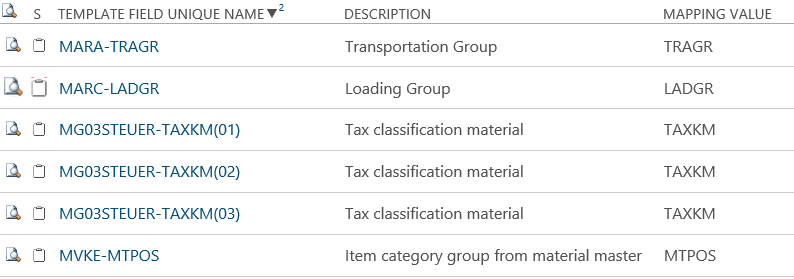 S TEMPLATE FIELD UNIQUE NAME▼2 DESCRIPTION MAPPING VALUE
MARA-TRAGR Transportation Group TRAGR
MARC-LADGR Loading Group LADGR
MG03STEUER-TAXKM(01) Tax classification material TAXKM
MG03STEUER-TAXKM(02) Tax classification material TAXKM
MG03STEUER-TAXKM(03) Tax classification material TAXKM
MVKE-MTPOS Item category group from material master MTPOS